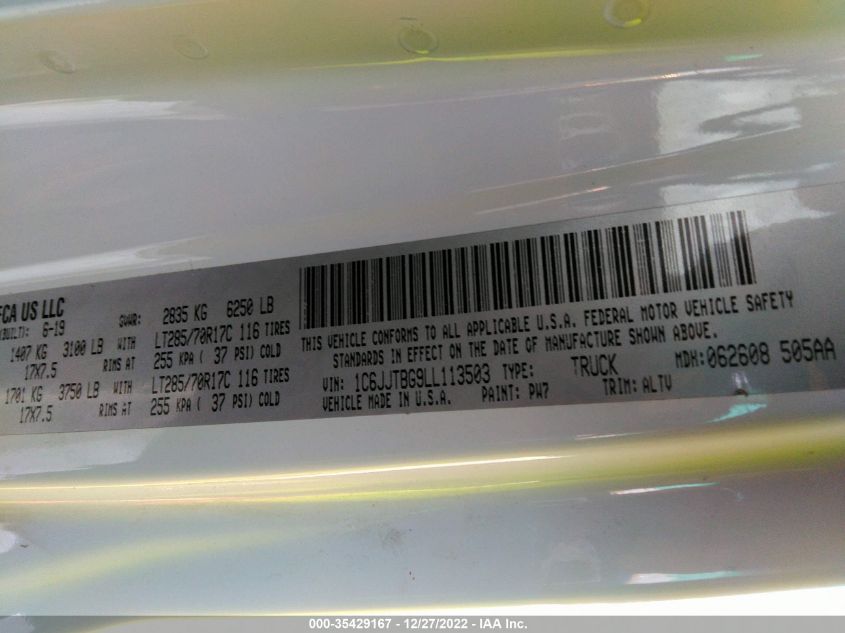 FCA US LLC
(BUILT): 6-19 GVWR: 2835 KG 6250 LB
1407 KG 3100 LB WITH LT285/70R17C 116 TIRES
17X7.5 RIMS AT 255 KPA ( 37 PSI) COLD
1701 KG 3750 LB WITH LT285/70R17C 116 TIRES
17X7.5 RIMS AT 255 KPA ( 37 PSI) COLD
THIS VEHICLE CONFORMS TO ALL APPLICABLE U.S.A. FEDERAL MOTOR VEHICLE SAFETY
STANDARDS IN EFFECT ON THE DATE OF MANUFACTURE SHOWN ABOVE.
VIN: 1C6JJTBG9LL113503 TYPE: TRUCK MDH:062608 505AA
VEHICLE MADE IN U.S.A. PAINT: PW7 TRIM: ALTV
000-35429167 - 12/27/2022 - IAA Inc.